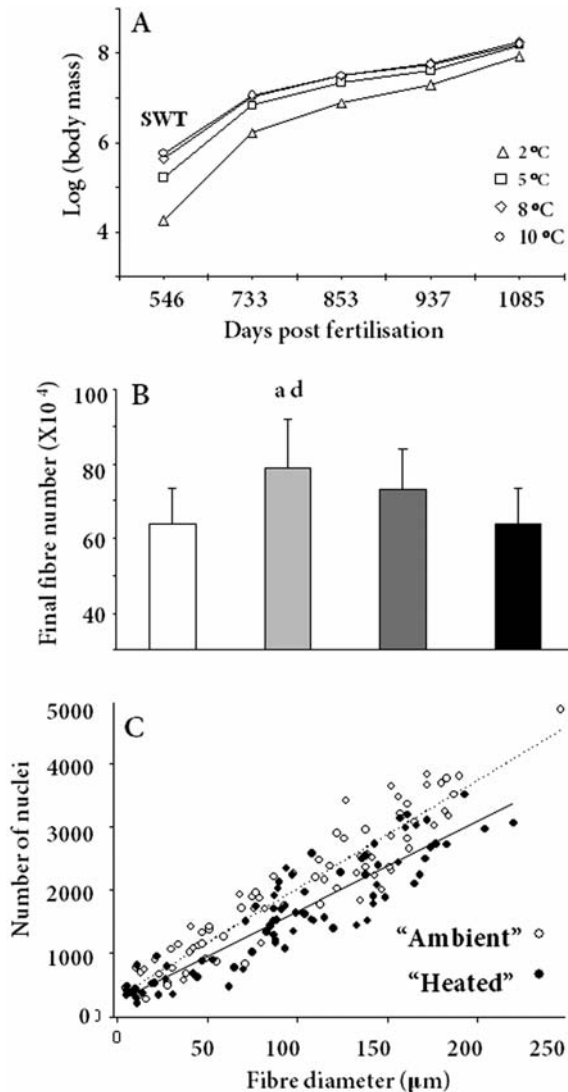 A
8
6
4
Log (body mass)
SWT
2 °C
5 °C
8 °C
10 °C
546 733 853 937 1085
Days post fertilisation
B
a d
100
80
60
40
Final fibre number (X10⁻⁴)
C
5000
4000
3000
2000
1000
0
Number of nuclei
"Ambient"
"Heated"
0 50 100 150 200 250
Fibre diameter (µm)